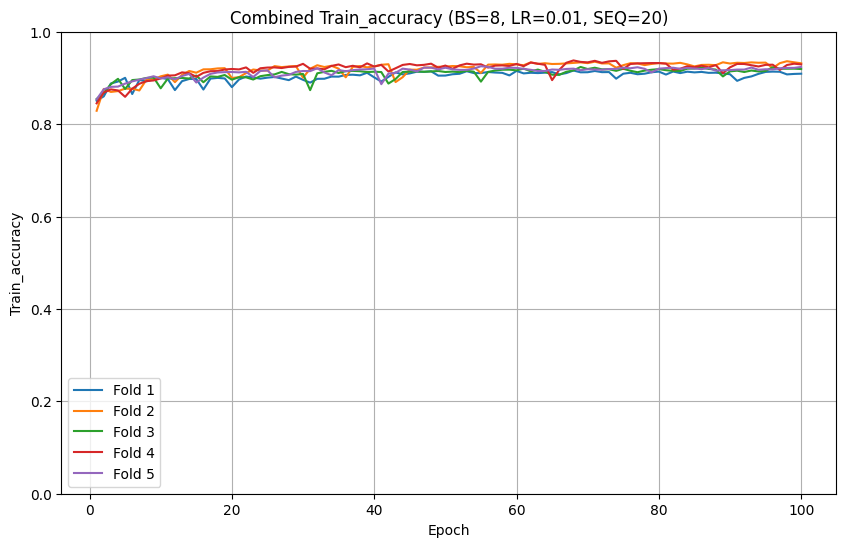 Combined Train_accuracy (BS=8, LR=0.01, SEQ=20)
Train_accuracy
1.0
0.8
0.6
0.4
0.2
0.0
Fold 1
Fold 2
Fold 3
Fold 4
Fold 5
0 20 40 60 80 100
Epoch